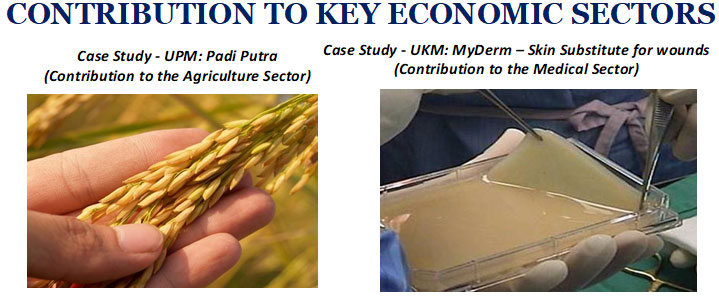 CONTRIBUTION TO KEY ECONOMIC SECTORS
Case Study - UPM: Padi Putra
(Contribution to the Agriculture Sector)
Case Study - UKM: MyDerm – Skin Substitute for wounds
(Contribution to the Medical Sector)